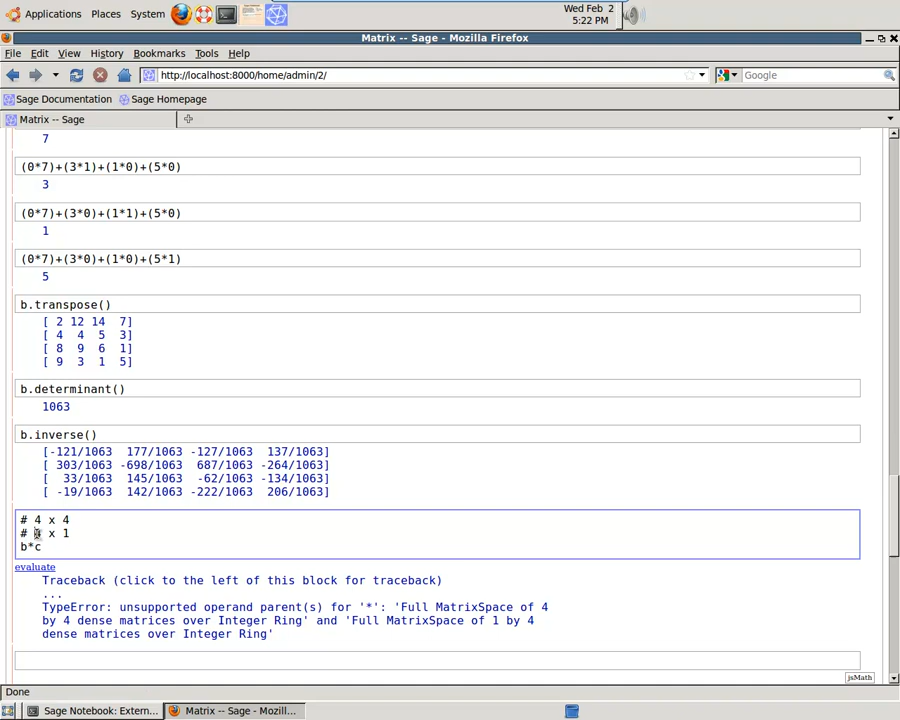 Applications Places System
Wed Feb 2
5:22 PM
Matrix -- Sage - Mozilla Firefox
File Edit View History Bookmarks Tools Help
http://localhost:8000/home/admin/2/
Google
Sage Documentation Sage Homepage
Matrix -- Sage
7
(0*7)+(3*1)+(1*0)+(5*0)
3
(0*7)+(3*0)+(1*1)+(5*0)
1
(0*7)+(3*0)+(1*0)+(5*1)
5
b.transpose()
[ 2 12 14 7]
[ 4 4 5 3]
[ 8 9 6 1]
[ 9 3 1 5]
b.determinant()
1063
b.inverse()
[-121/1063 177/1063 -127/1063 137/1063]
[ 303/1063 -698/1063 687/1063 -264/1063]
[ 33/1063 145/1063 -62/1063 -134/1063]
[ -19/1063 142/1063 -222/1063 206/1063]
# 4 x 4
# x 1
b*c
evaluate
Traceback (click to the left of this block for traceback)
...
TypeError: unsupported operand parent(s) for '*': 'Full MatrixSpace of 4
by 4 dense matrices over Integer Ring' and 'Full MatrixSpace of 1 by 4
dense matrices over Integer Ring'
jsMath
Done
Sage Notebook: Extern... Matrix -- Sage - Mozill...